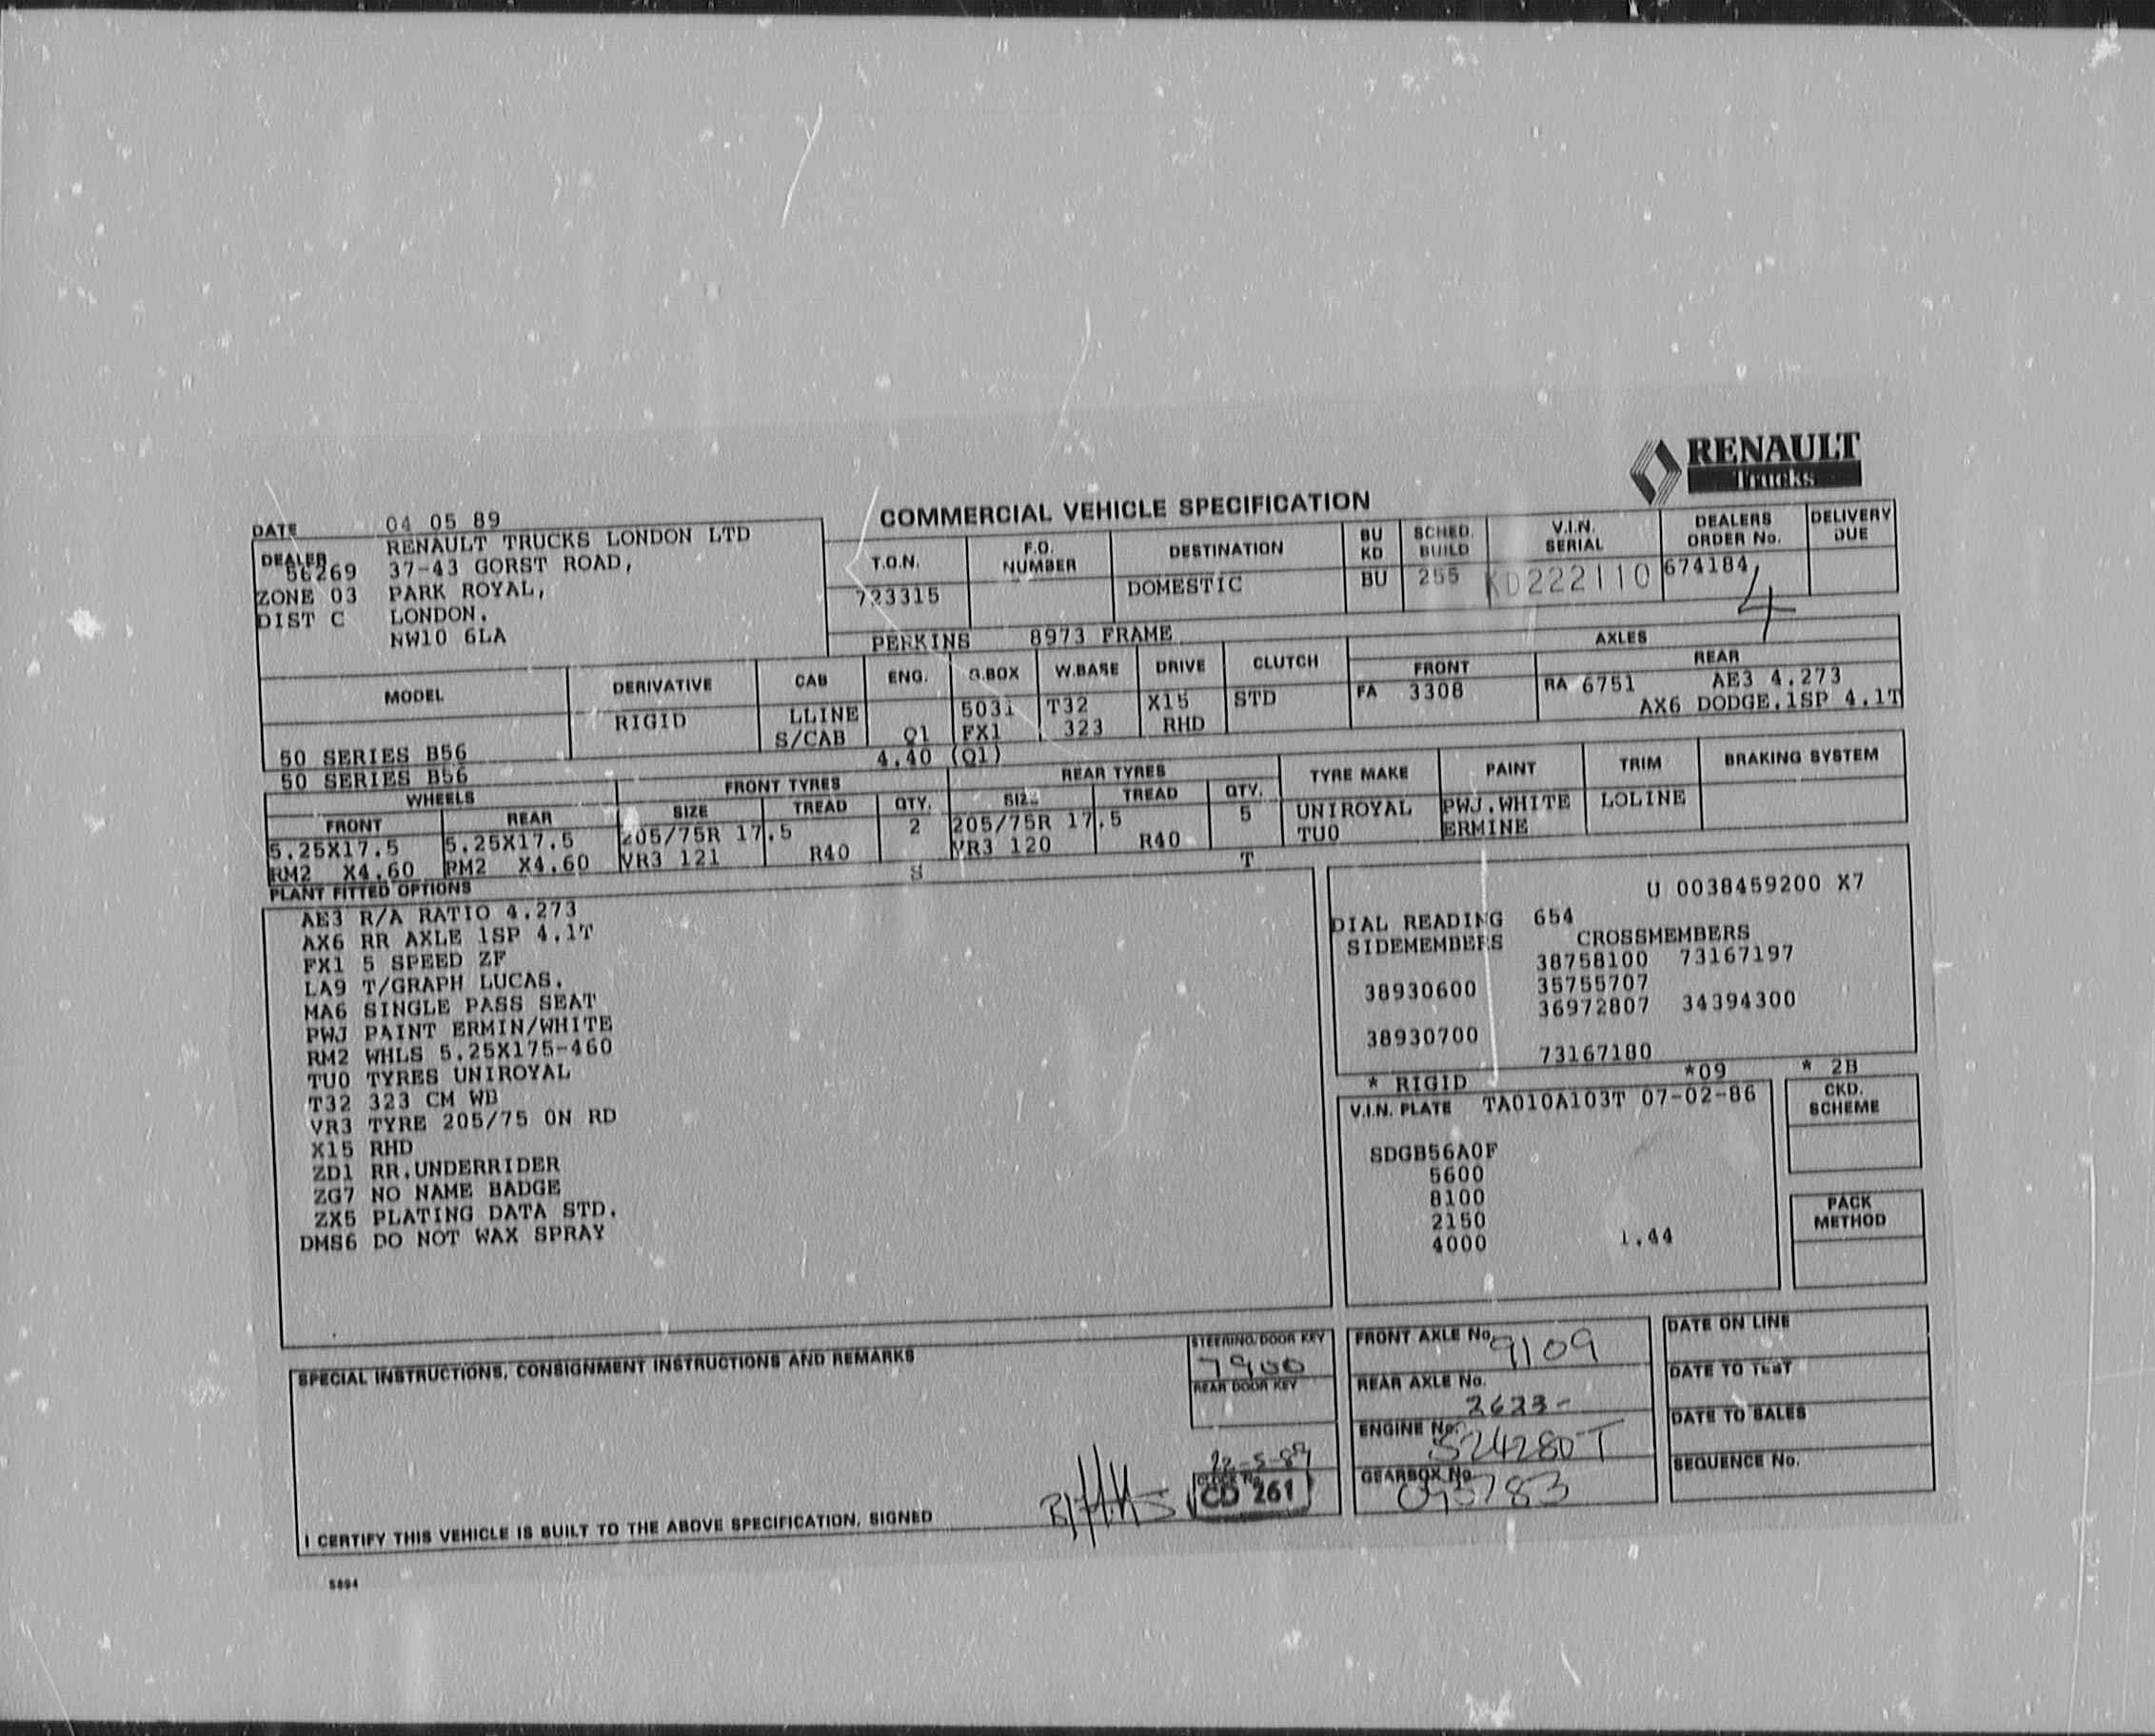 RENAULT
Trucks
COMMERCIAL VEHICLE SPECIFICATION
DATE 04 05 89
DEALER RENAULT TRUCKS LONDON LTD
56269 37-43 GORST ROAD,
ZONE 03 PARK ROYAL,
DIST C LONDON.
NW10 6LA
T.O.N. F.O. NUMBER DESTINATION BU KD SCHED. BUILD V.I.N. SERIAL DEALERS ORDER No. DELIVERY DUE
723315 DOMESTIC BU 255 KD222110 674184
4
PERKINS 8973 FRAME
AXLES
MODEL DERIVATIVE CAB ENG. G.BOX W.BASE DRIVE CLUTCH FRONT REAR
RIGID LLINE 5031 T32 X15 STD FA 3308 RA 6751 AE3 4.273
50 SERIES B56 S/CAB Q1 FX1 323 RHD AX6 DODGE.1SP 4.1T
50 SERIES B56 4.40 (Q1)
WHEELS FRONT TYRES REAR TYRES TYRE MAKE PAINT TRIM BRAKING SYSTEM
FRONT REAR SIZE TREAD QTY. SIZE TREAD QTY.
5.25X17.5 5.25X17.5 205/75R 17.5 2 205/75R 17.5 5 UNIROYAL PWJ.WHITE LOLINE
RM2 X4.60 RM2 X4.60 VR3 121 R40 VR3 120 R40 TU0 ERMINE
S T
PLANT FITTED OPTIONS
AE3 R/A RATIO 4.273
AX6 RR AXLE 1SP 4.1T
FX1 5 SPEED ZF
LA9 T/GRAPH LUCAS.
MA6 SINGLE PASS SEAT
PWJ PAINT ERMIN/WHITE
RM2 WHLS 5.25X175-460
TU0 TYRES UNIROYAL
T32 323 CM WB
VR3 TYRE 205/75 ON RD
X15 RHD
ZD1 RR.UNDERRIDER
ZG7 NO NAME BADGE
ZX5 PLATING DATA STD.
DMS6 DO NOT WAX SPRAY
U 0038459200 X7
DIAL READING 654
SIDEMEMBERS CROSSMEMBERS
38758100 73167197
38930600 35755707
36972807 34394300
38930700
73167180
* RIGID *09 * 2B
V.I.N. PLATE TA010A103T 07-02-86
CKD. SCHEME
SDGB56A0F
5600
8100
2150
4000 1.44
PACK METHOD
SPECIAL INSTRUCTIONS, CONSIGNMENT INSTRUCTIONS AND REMARKS
STEERING/DOOR KEY
7900
REAR DOOR KEY
22-5-89
CLOCK No.
CD 261
I CERTIFY THIS VEHICLE IS BUILT TO THE ABOVE SPECIFICATION, SIGNED
FRONT AXLE No. 9109
REAR AXLE No. 2623-
ENGINE No. S24280T
GEARBOX No. 095783
DATE ON LINE
DATE TO TEST
DATE TO SALES
SEQUENCE No.
5894